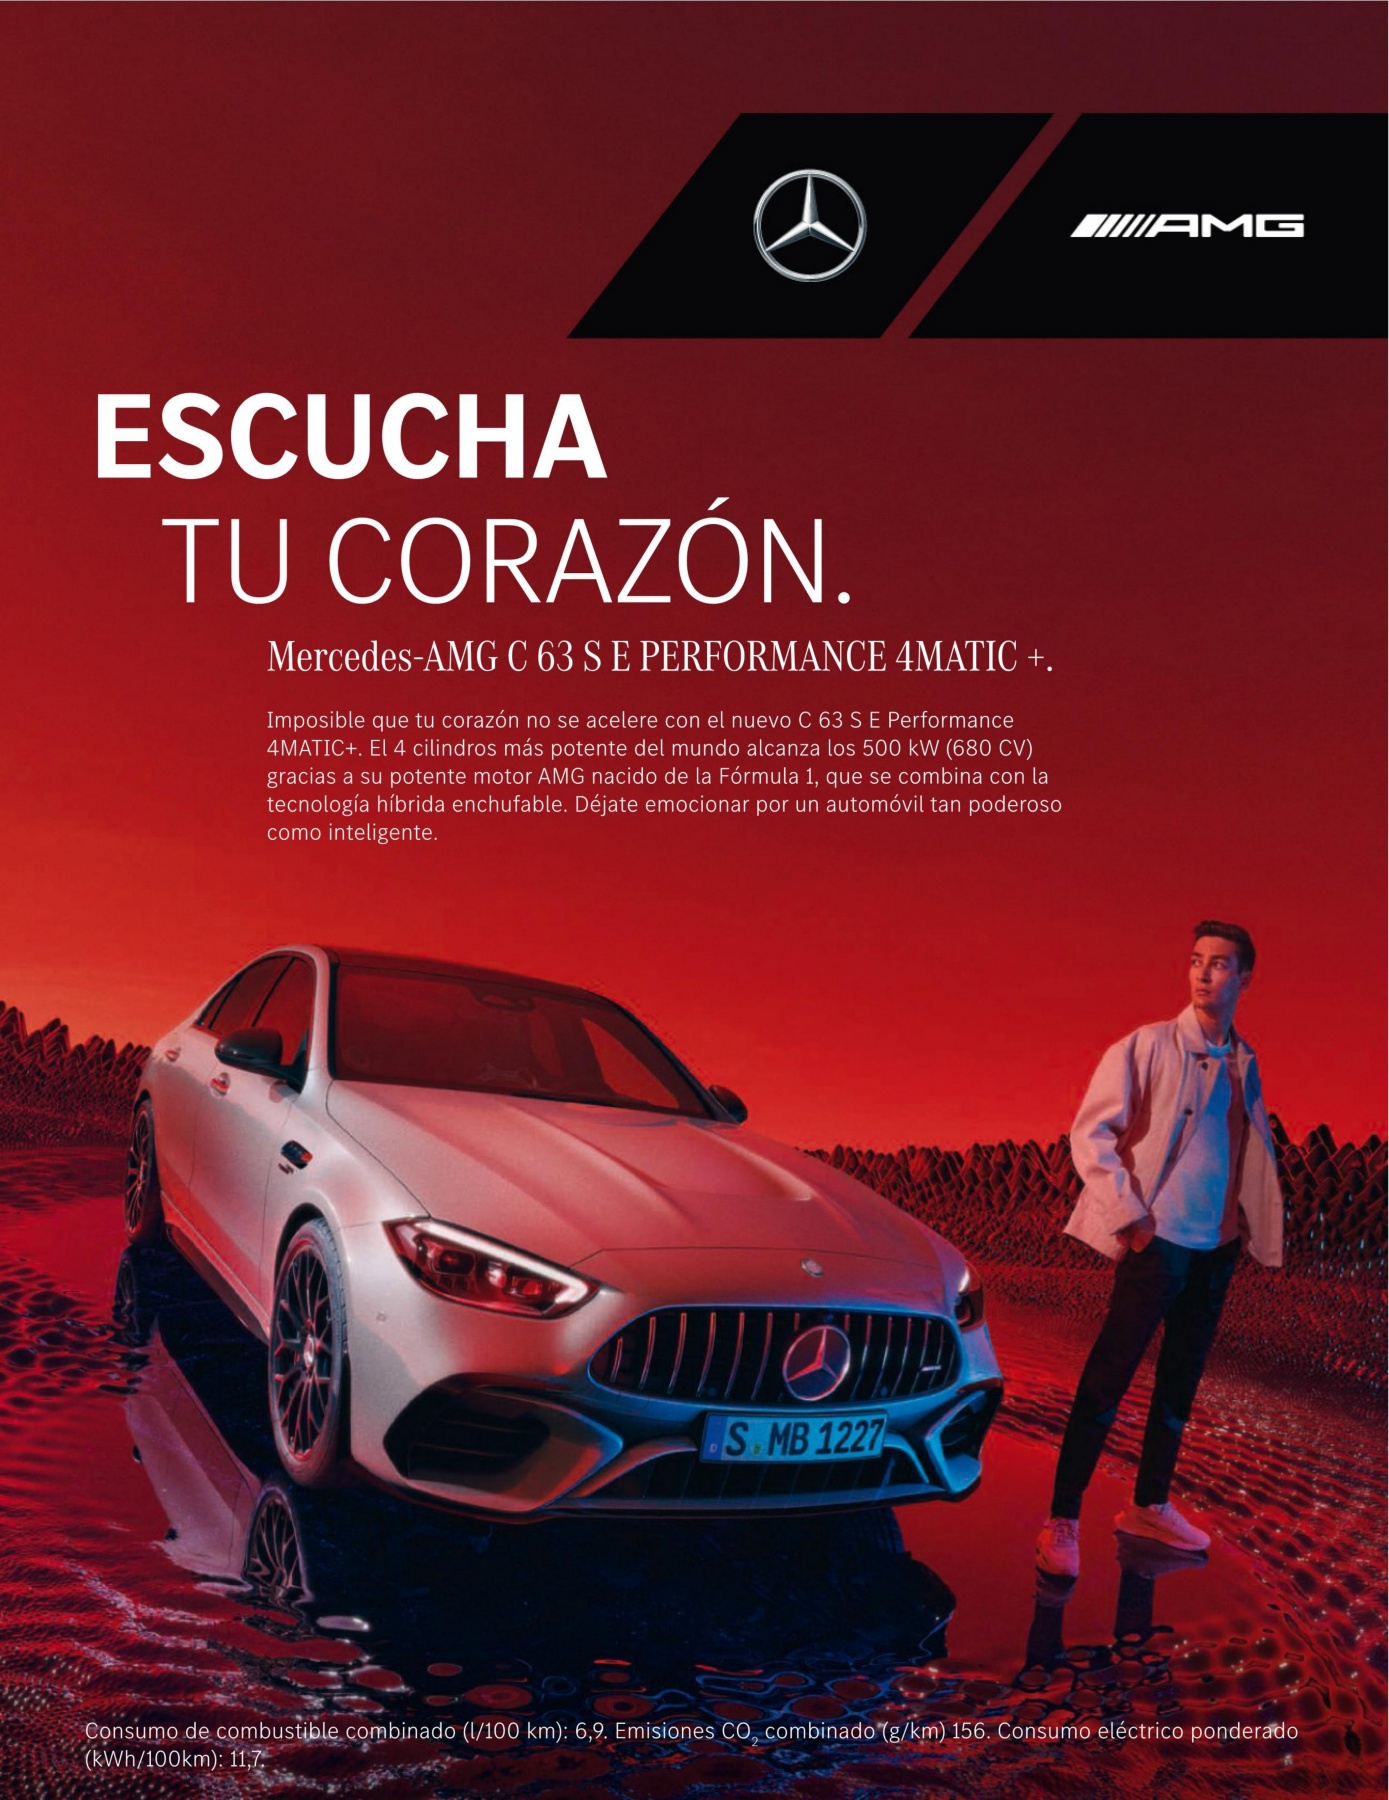 AMG
ESCUCHA
TU CORAZÓN.
Mercedes-AMG C 63 S E PERFORMANCE 4MATIC +.
Imposible que tu corazón no se acelere con el nuevo C 63 S E Performance
4MATIC+. El 4 cilindros más potente del mundo alcanza los 500 kW (680 CV)
gracias a su potente motor AMG nacido de la Fórmula 1, que se combina con la
tecnología híbrida enchufable. Déjate emocionar por un automóvil tan poderoso
como inteligente.
S MB 1227
Consumo de combustible combinado (l/100 km): 6,9. Emisiones CO₂ combinado (g/km) 156. Consumo eléctrico ponderado
(kWh/100km): 11,7.